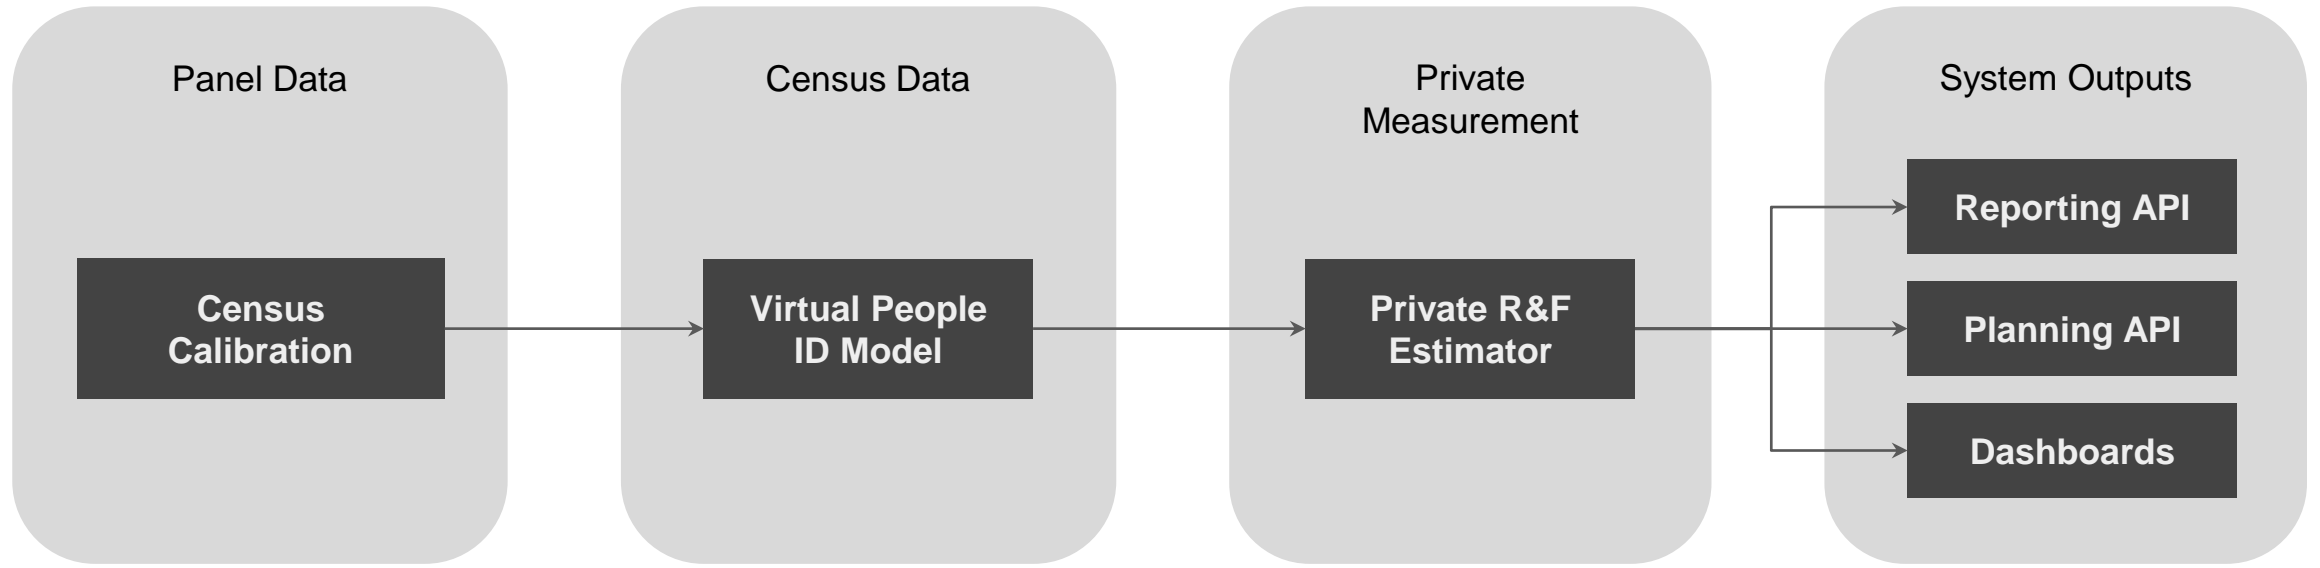 Panel Data
Census
Calibration
Census Data
Virtual People
ID Model
Private
Measurement
Private R&F
Estimator
System Outputs
Reporting API
Planning API
Dashboards